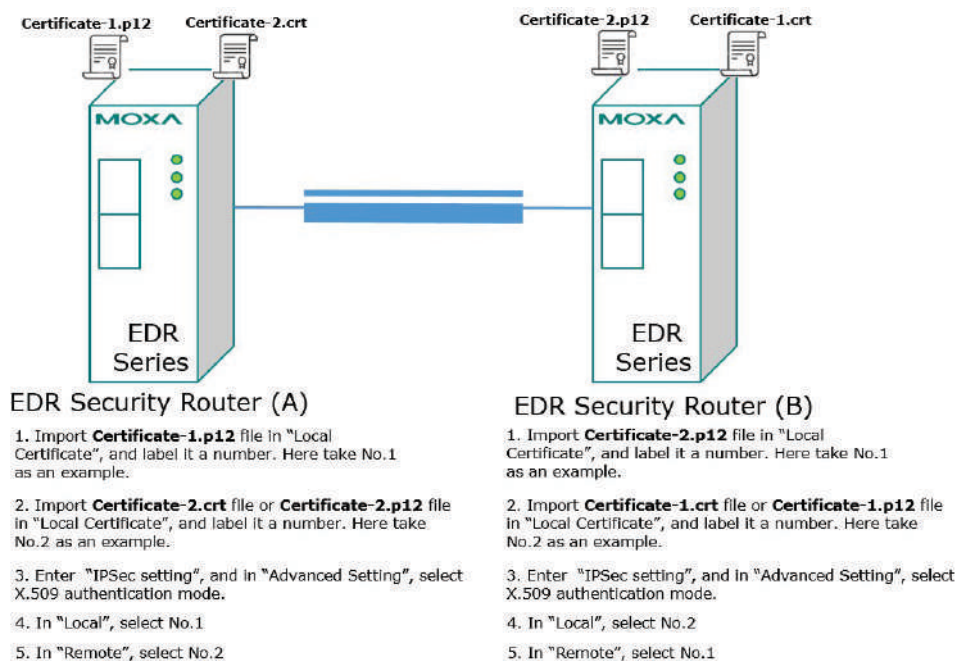 Certificate-1.p12
Certificate-2.crt
Certificate-2.p12
Certificate-1.crt
MOXA
MOXA
EDR
Series
EDR
Series
EDR Security Router (A)
1. Import Certificate-1.p12 file in “Local
Certificate”, and label it a number. Here take No.1
as an example.
2. Import Certificate-2.crt file or Certificate-2.p12 file
in “Local Certificate”, and label it a number. Here take
No.2 as an example.
3. Enter “IPSec setting”, and in “Advanced Setting”, select
X.509 authentication mode.
4. In “Local”, select No.1
5. In “Remote”, select No.2
EDR Security Router (B)
1. Import Certificate-2.p12 file in “Local
Certificate”, and label it a number. Here take No.1
as an example.
2. Import Certificate-1.crt file or Certificate-1.p12 file
in “Local Certificate”, and label it a number. Here take
No.2 as an example.
3. Enter “IPSec setting”, and in “Advanced Setting”, select
X.509 authentication mode.
4. In “Local”, select No.2
5. In “Remote”, select No.1